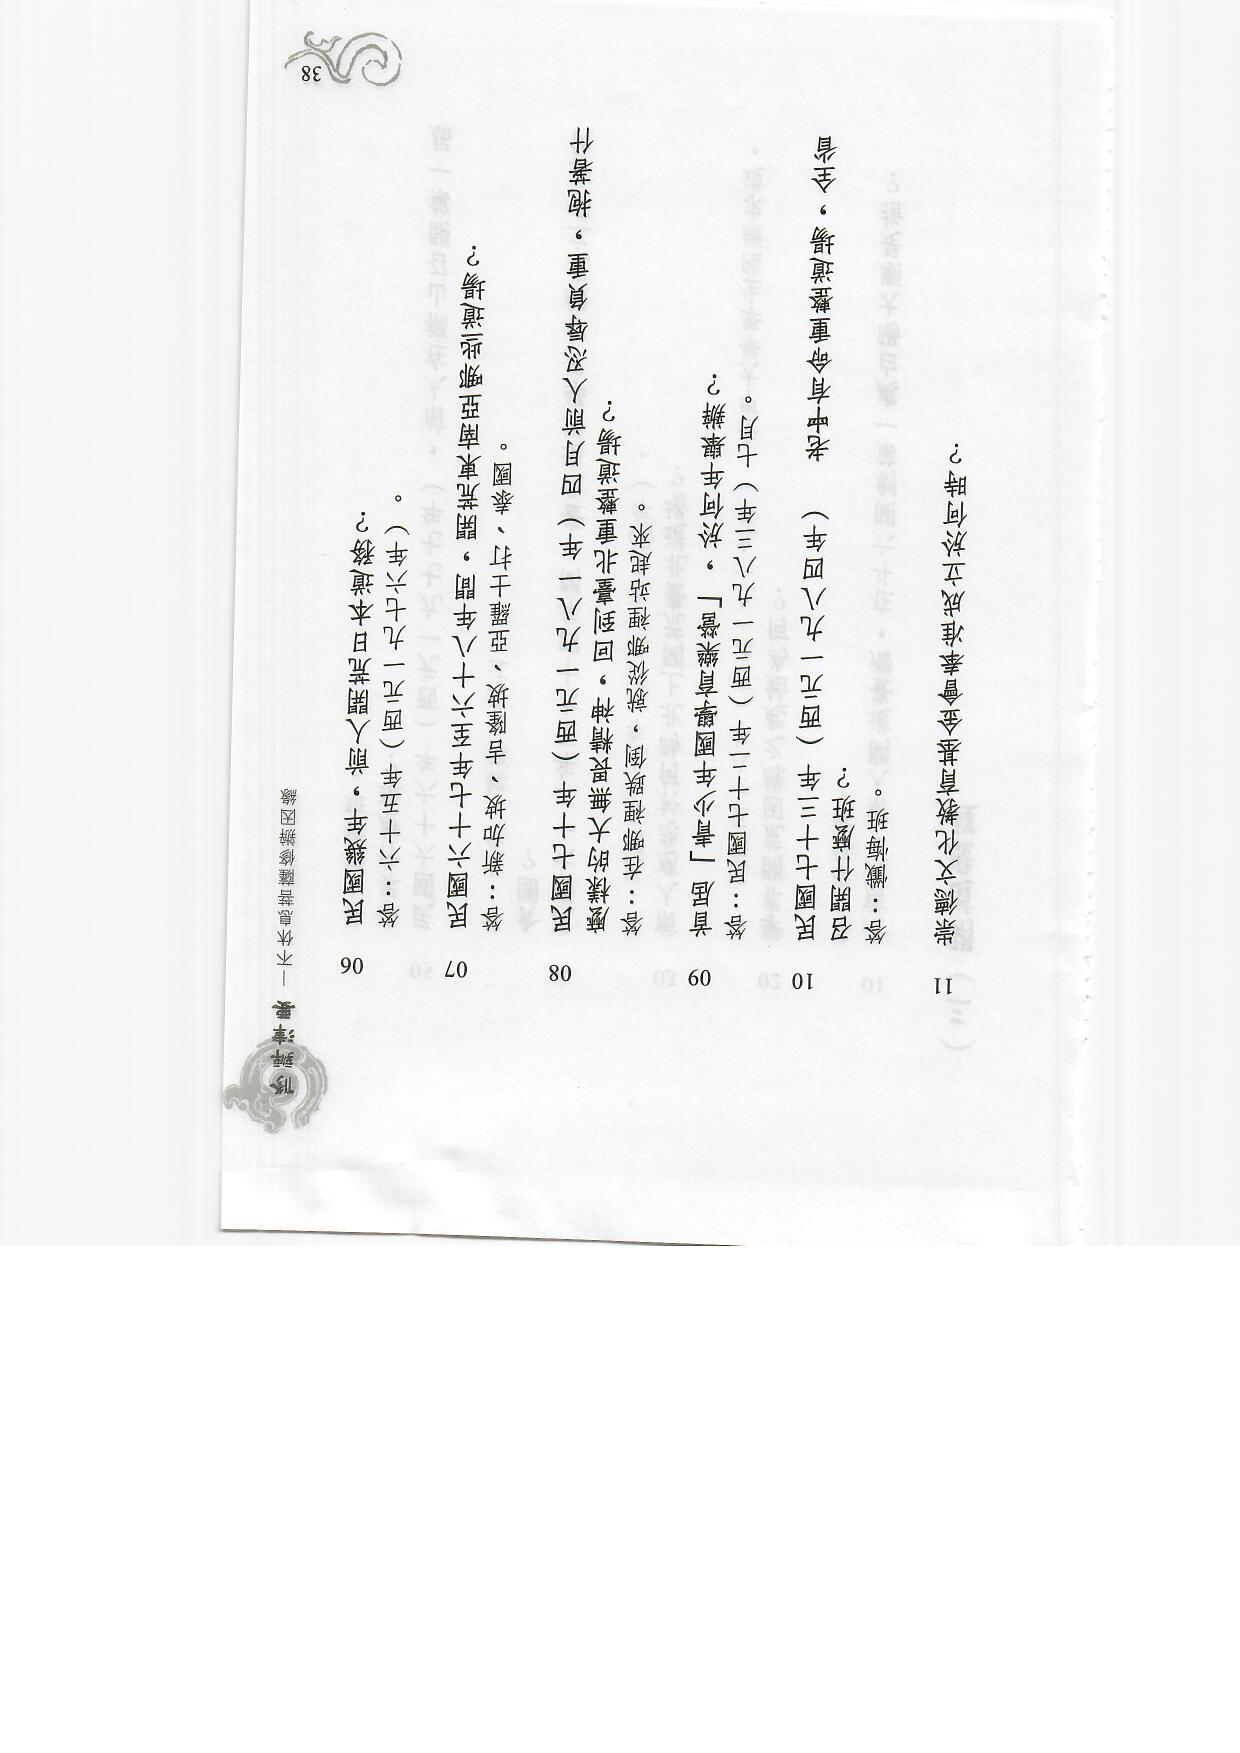 修辦津要
—不休息菩薩修辦因緣
06 民國幾年，前人開荒日本道務？
答：六十五年（西元一九七六年）。
07 民國六十七年至六十八年間，開荒東南亞哪些道場？
答：新加坡、吉隆坡、亞羅士打、泰國。
08 民國七十年（西元一九八一年）四月前人忍辱負重，抱著什
麼樣的大無畏精神，回到臺北重整道場？
答：在哪裡跌倒，就從哪裡站起來。
09 首屆「青少年國學育樂營」，於何年舉辦？
答：民國七十二年（西元一九八三年）七月。
10 民國七十三年（西元一九八四年） 老中有命重整道場，全省
召開什麼班？
答：懺悔班。
11 崇德文化教育基金會奉准成立於何時？
38